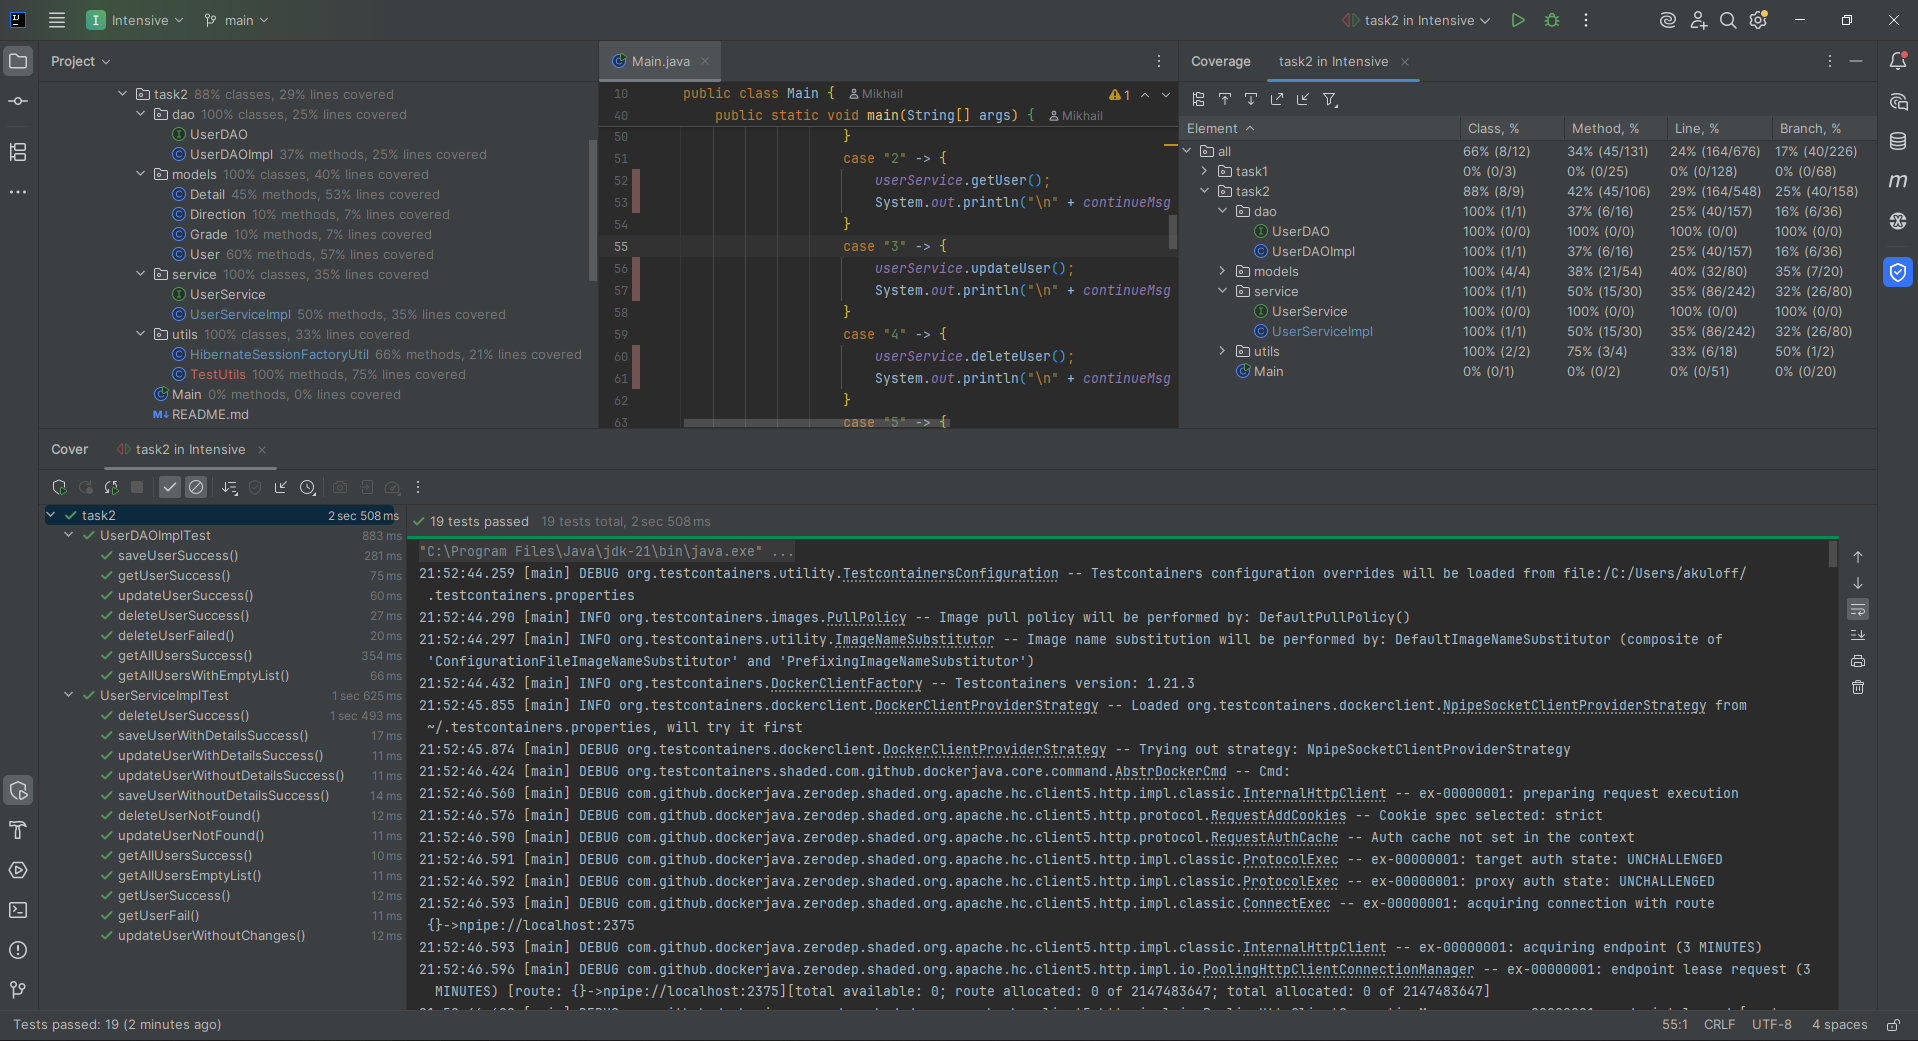 Intensive
main
task2 in Intensive
Project
task2 88% classes, 29% lines covered
dao 100% classes, 25% lines covered
UserDAO
UserDAOImpl 37% methods, 25% lines covered
models 100% classes, 40% lines covered
Detail 45% methods, 53% lines covered
Direction 10% methods, 7% lines covered
Grade 10% methods, 7% lines covered
User 60% methods, 57% lines covered
service 100% classes, 35% lines covered
UserService
UserServiceImpl 50% methods, 35% lines covered
utils 100% classes, 33% lines covered
HibernateSessionFactoryUtil 66% methods, 21% lines covered
TestUtils 100% methods, 75% lines covered
Main 0% methods, 0% lines covered
README.md
Main.java
10 public class Main { Mikhail
1
40 public static void main(String[] args) { Mikhail
50 }
51 case "2" -> {
52 userService.getUser();
53 System.out.println("\n" + continueMsg
54 }
55 case "3" -> {
56 userService.updateUser();
57 System.out.println("\n" + continueMsg
58 }
59 case "4" -> {
60 userService.deleteUser();
61 System.out.println("\n" + continueMsg
62 }
63 case "5" -> {
Coverage task2 in Intensive
Element Class, % Method, % Line, % Branch, %
all 66% (8/12) 34% (45/131) 24% (164/676) 17% (40/226)
task1 0% (0/3) 0% (0/25) 0% (0/128) 0% (0/68)
task2 88% (8/9) 42% (45/106) 29% (164/548) 25% (40/158)
dao 100% (1/1) 37% (6/16) 25% (40/157) 16% (6/36)
UserDAO 100% (0/0) 100% (0/0) 100% (0/0) 100% (0/0)
UserDAOImpl 100% (1/1) 37% (6/16) 25% (40/157) 16% (6/36)
models 100% (4/4) 38% (21/54) 40% (32/80) 35% (7/20)
service 100% (1/1) 50% (15/30) 35% (86/242) 32% (26/80)
UserService 100% (0/0) 100% (0/0) 100% (0/0) 100% (0/0)
UserServiceImpl 100% (1/1) 50% (15/30) 35% (86/242) 32% (26/80)
utils 100% (2/2) 75% (3/4) 33% (6/18) 50% (1/2)
Main 0% (0/1) 0% (0/2) 0% (0/51) 0% (0/20)
Cover task2 in Intensive
task2 2 sec 508 ms
UserDAOImplTest 883 ms
saveUserSuccess() 281 ms
getUserSuccess() 75 ms
updateUserSuccess() 60 ms
deleteUserSuccess() 27 ms
deleteUserFailed() 20 ms
getAllUsersSuccess() 354 ms
getAllUsersWithEmptyList() 66 ms
UserServiceImplTest 1 sec 625 ms
deleteUserSuccess() 1 sec 493 ms
saveUserWithDetailsSuccess() 17 ms
updateUserWithDetailsSuccess() 11 ms
updateUserWithoutDetailsSuccess() 11 ms
saveUserWithoutDetailsSuccess() 14 ms
deleteUserNotFound() 12 ms
updateUserNotFound() 11 ms
getAllUsersSuccess() 10 ms
getAllUsersEmptyList() 11 ms
getUserSuccess() 12 ms
getUserFail() 11 ms
updateUserWithoutChanges() 12 ms
19 tests passed 19 tests total, 2 sec 508 ms
"C:\Program Files\Java\jdk-21\bin\java.exe" ...
21:52:44.259 [main] DEBUG org.testcontainers.utility.TestcontainersConfiguration -- Testcontainers configuration overrides will be loaded from file:/C:/Users/akuloff/
.testcontainers.properties
21:52:44.290 [main] INFO org.testcontainers.images.PullPolicy -- Image pull policy will be performed by: DefaultPullPolicy()
21:52:44.297 [main] INFO org.testcontainers.utility.ImageNameSubstitutor -- Image name substitution will be performed by: DefaultImageNameSubstitutor (composite of
'ConfigurationFileImageNameSubstitutor' and 'PrefixingImageNameSubstitutor')
21:52:44.432 [main] INFO org.testcontainers.DockerClientFactory -- Testcontainers version: 1.21.3
21:52:45.855 [main] INFO org.testcontainers.dockerclient.DockerClientProviderStrategy -- Loaded org.testcontainers.dockerclient.NpipeSocketClientProviderStrategy from
~/.testcontainers.properties, will try it first
21:52:45.874 [main] DEBUG org.testcontainers.dockerclient.DockerClientProviderStrategy -- Trying out strategy: NpipeSocketClientProviderStrategy
21:52:46.424 [main] DEBUG org.testcontainers.shaded.com.github.dockerjava.core.command.AbstrDockerCmd -- Cmd:
21:52:46.560 [main] DEBUG com.github.dockerjava.zerodep.shaded.org.apache.hc.client5.http.impl.classic.InternalHttpClient -- ex-00000001: preparing request execution
21:52:46.576 [main] DEBUG com.github.dockerjava.zerodep.shaded.org.apache.hc.client5.http.protocol.RequestAddCookies -- Cookie spec selected: strict
21:52:46.590 [main] DEBUG com.github.dockerjava.zerodep.shaded.org.apache.hc.client5.http.protocol.RequestAuthCache -- Auth cache not set in the context
21:52:46.591 [main] DEBUG com.github.dockerjava.zerodep.shaded.org.apache.hc.client5.http.impl.classic.ProtocolExec -- ex-00000001: target auth state: UNCHALLENGED
21:52:46.592 [main] DEBUG com.github.dockerjava.zerodep.shaded.org.apache.hc.client5.http.impl.classic.ProtocolExec -- ex-00000001: proxy auth state: UNCHALLENGED
21:52:46.593 [main] DEBUG com.github.dockerjava.zerodep.shaded.org.apache.hc.client5.http.impl.classic.ConnectExec -- ex-00000001: acquiring connection with route
{}->npipe://localhost:2375
21:52:46.593 [main] DEBUG com.github.dockerjava.zerodep.shaded.org.apache.hc.client5.http.impl.classic.InternalHttpClient -- ex-00000001: acquiring endpoint (3 MINUTES)
21:52:46.596 [main] DEBUG com.github.dockerjava.zerodep.shaded.org.apache.hc.client5.http.impl.io.PoolingHttpClientConnectionManager -- ex-00000001: endpoint lease request (3
MINUTES) [route: {}->npipe://localhost:2375][total available: 0; route allocated: 0 of 2147483647; total allocated: 0 of 2147483647]
Tests passed: 19 (2 minutes ago)
55:1 CRLF UTF-8 4 spaces